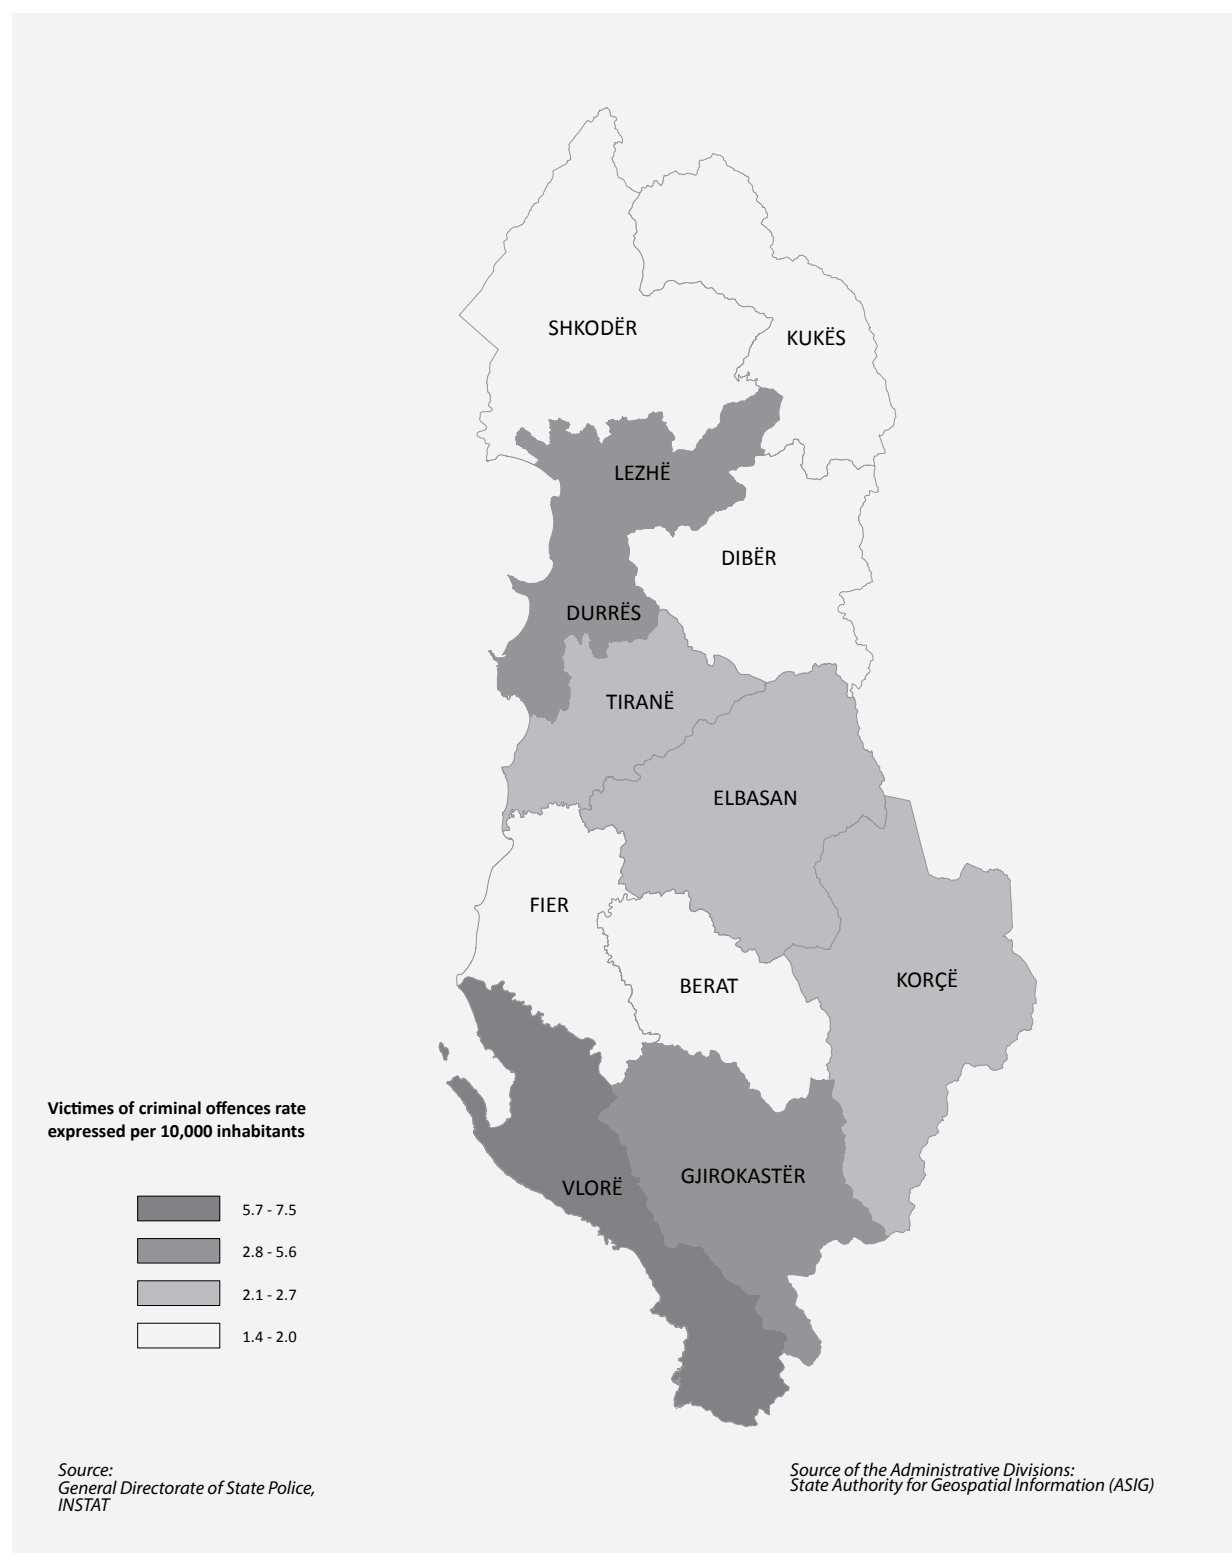 SHKODËR
KUKËS
LEZHË
DIBËR
DURRËS
TIRANË
ELBASAN
FIER
BERAT
KORÇË
VLORË
GJIROKASTËR
Victimes of criminal offences rate
expressed per 10,000 inhabitants
5.7 - 7.5
2.8 - 5.6
2.1 - 2.7
1.4 - 2.0
Source:
General Directorate of State Police,
INSTAT
Source of the Administrative Divisions:
State Authority for Geospatial Information (ASIG)